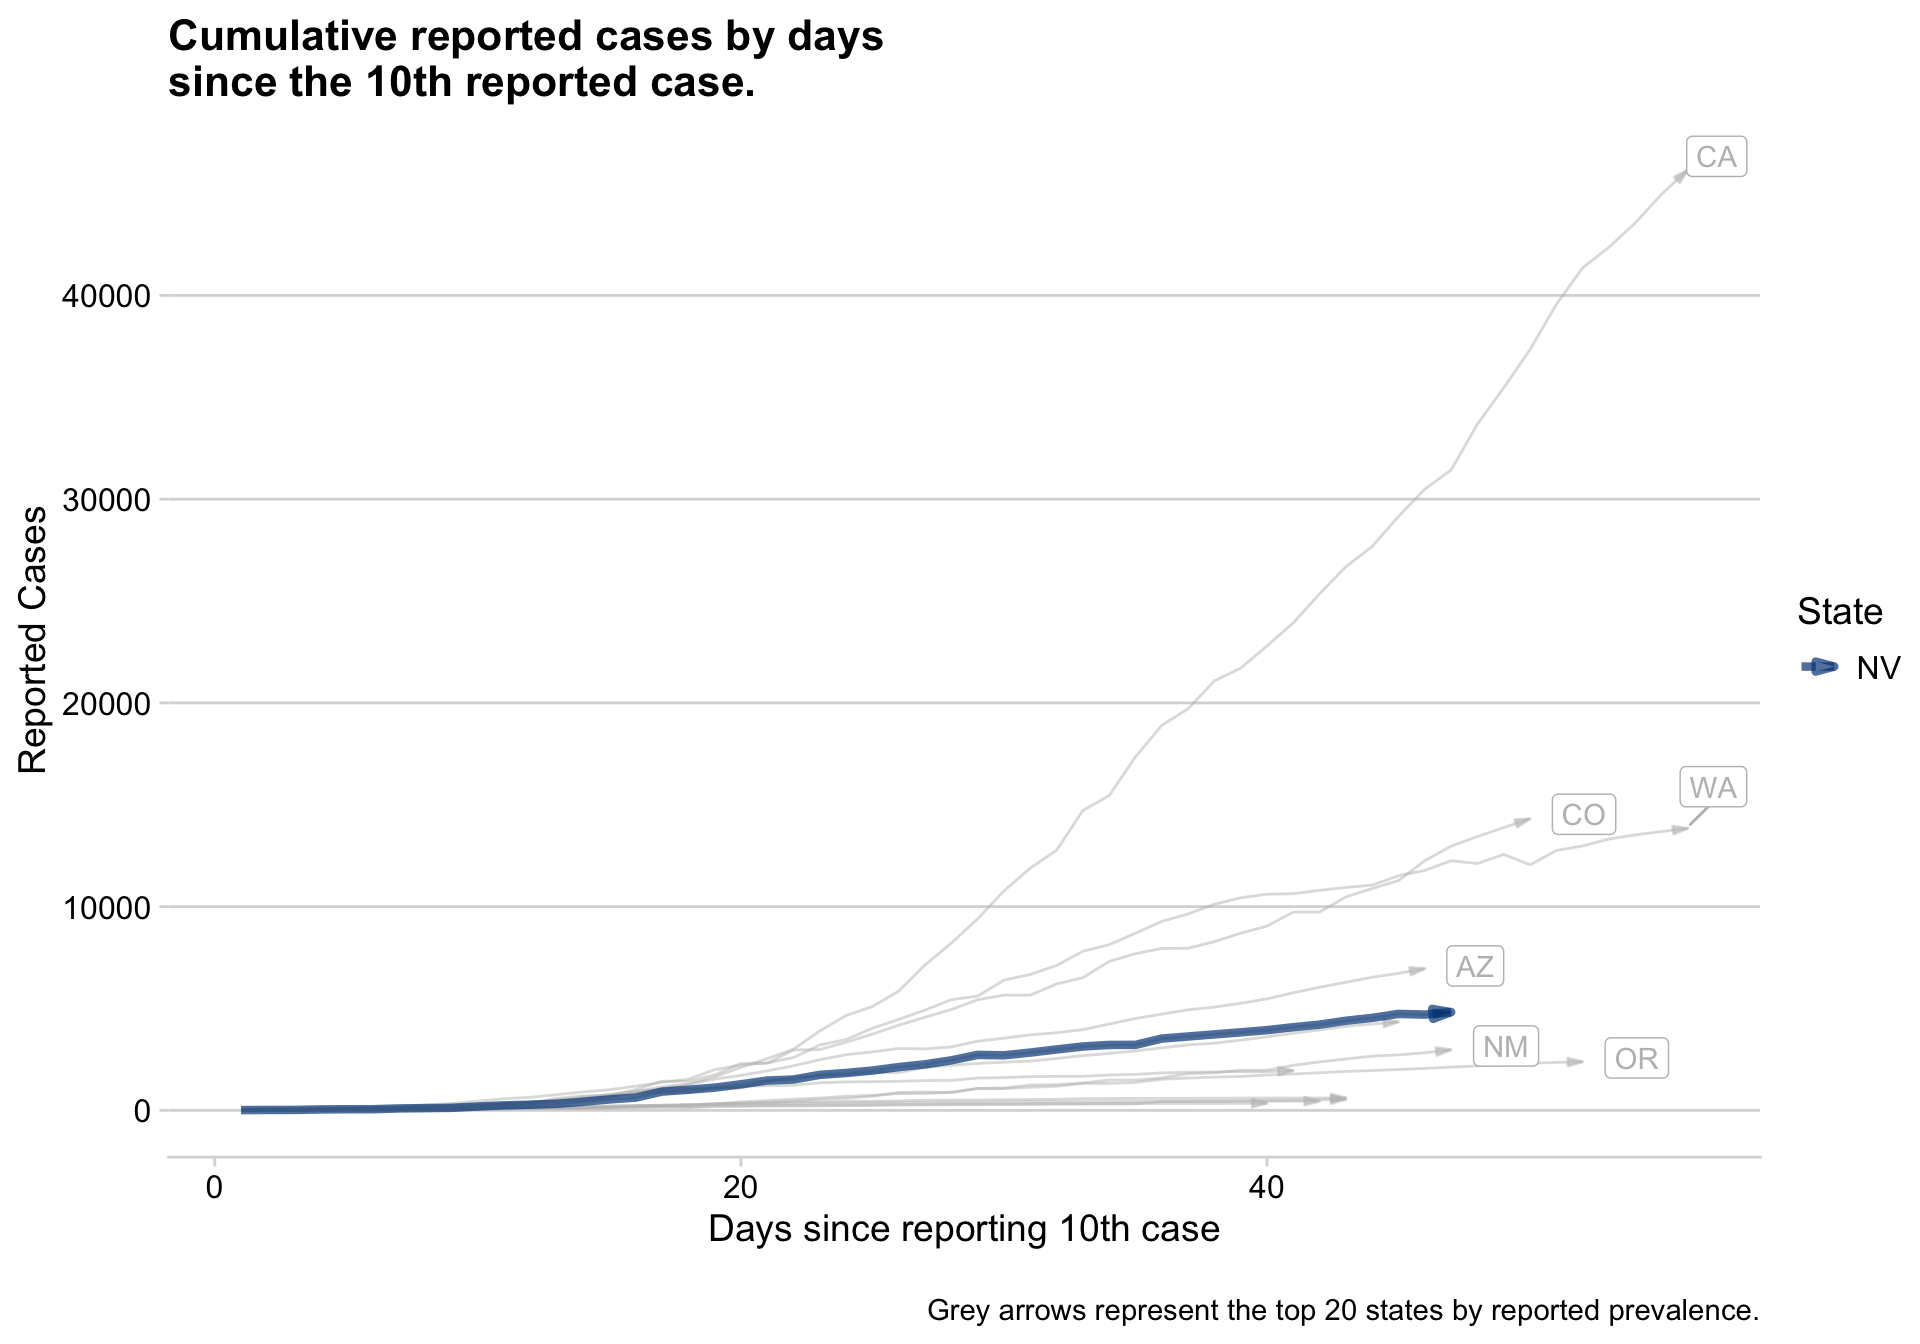 Cumulative reported cases by days
since the 10th reported case.
CA
40000
30000
20000
10000
0
WA
CO
AZ
NM
OR
Reported Cases
State
NV
0
20
40
Days since reporting 10th case
Grey arrows represent the top 20 states by reported prevalence.